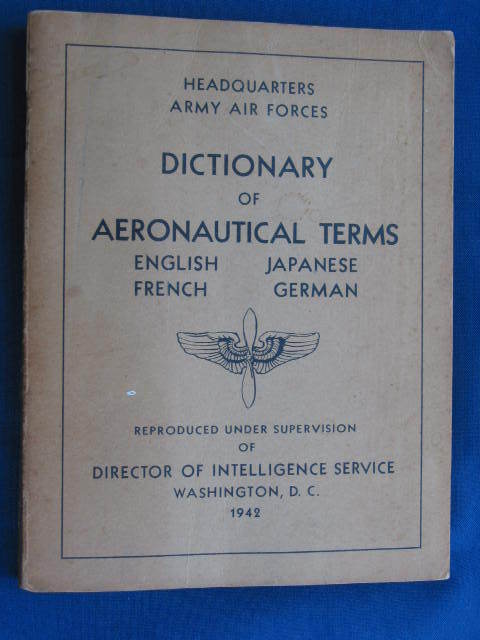 HEADQUARTERS
ARMY AIR FORCES
DICTIONARY
OF
AERONAUTICAL TERMS
ENGLISH JAPANESE
FRENCH GERMAN
REPRODUCED UNDER SUPERVISION
OF
DIRECTOR OF INTELLIGENCE SERVICE
WASHINGTON, D. C.
1942